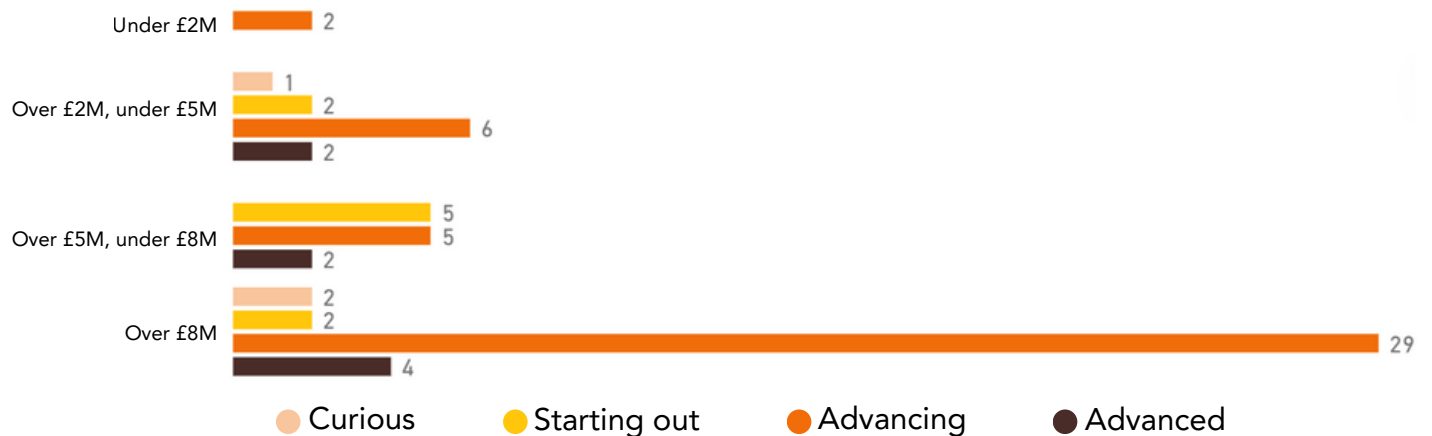 Under £2M 2
1
Over £2M, under £5M 2
6
2
5
Over £5M, under £8M 5
2
2
2
Over £8M
29
4
Curious Starting out Advancing Advanced